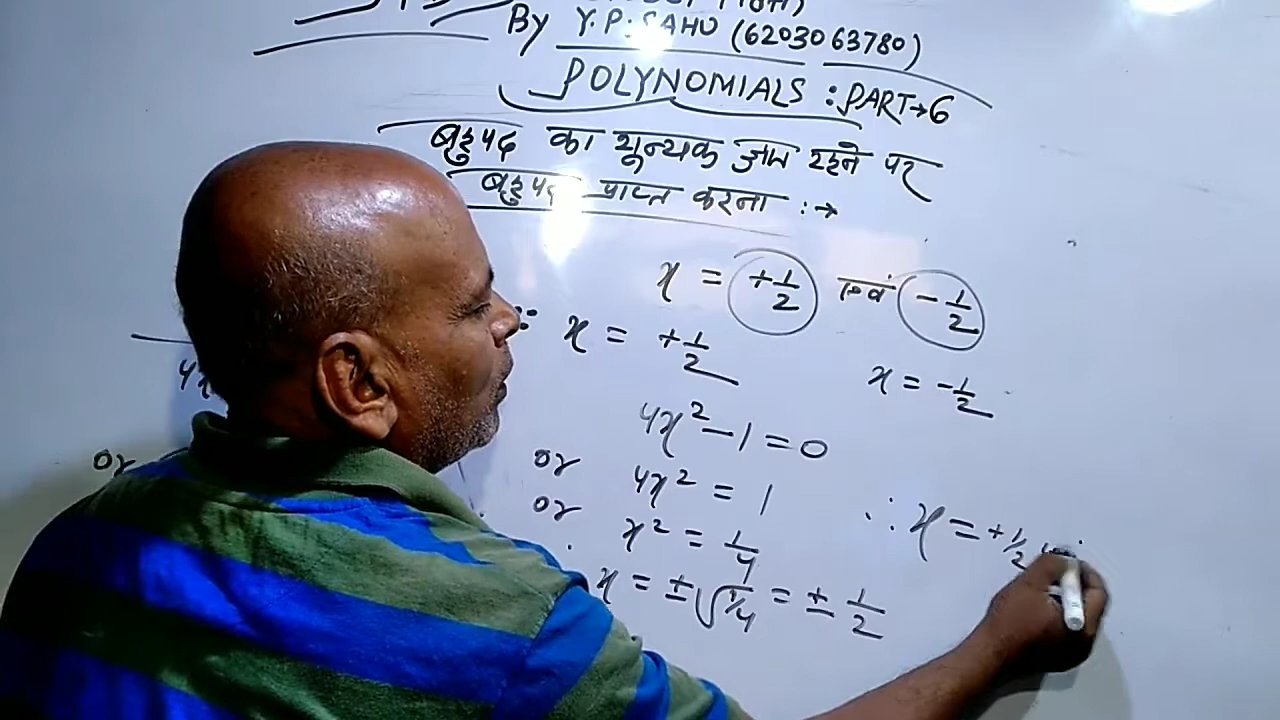 By Y.P. SAHU (6203063780)
POLYNOMIALS : PART→6
बहुपद का शून्यक ज्ञात रहने पर
बहुपद प्राप्त करना :→
x = +1/2 एवं -1/2
x = +1/2
x = -1/2
4x
4x² - 1 = 0
or
or 4x² = 1
or x² = 1/4
∴ x = +1/2
x = ±√1/4 = ± 1/2